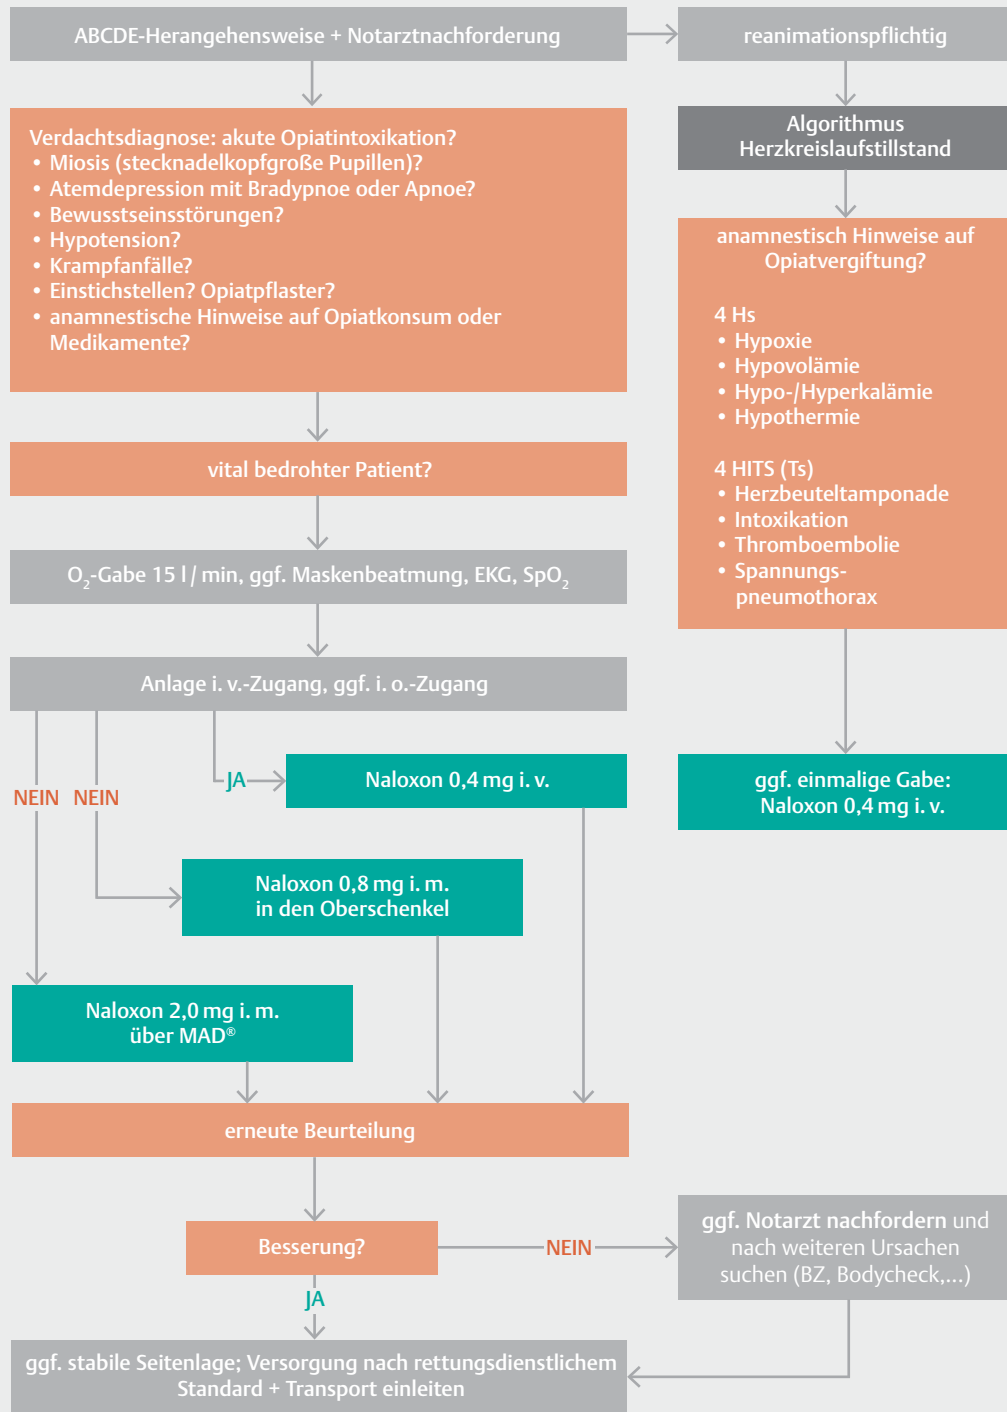 ABCDE-Herangehensweise + Notarztnachforderung
reanimationspflichtig
Verdachtsdiagnose: akute Opiatintoxikation?
• Miosis (stecknadelkopfgroße Pupillen)?
• Atemdepression mit Bradypnoe oder Apnoe?
• Bewusstseinsstörungen?
• Hypotension?
• Krampfanfälle?
• Einstichstellen? Opiatpflaster?
• anamnestische Hinweise auf Opiatkonsum oder
Medikamente?
Algorithmus
Herzkreislaufstillstand
anamnestisch Hinweise auf
Opiatvergiftung?
4 Hs
• Hypoxie
• Hypovolämie
• Hypo-/Hyperkalämie
• Hypothermie
4 HITS (Ts)
• Herzbeuteltamponade
• Intoxikation
• Thromboembolie
• Spannungs-
pneumothorax
vital bedrohter Patient?
O₂-Gabe 15 l / min, ggf. Maskenbeatmung, EKG, SpO₂
Anlage i. v.-Zugang, ggf. i. o.-Zugang
NEIN
NEIN
JA
Naloxon 0,4 mg i. v.
ggf. einmalige Gabe:
Naloxon 0,4 mg i. v.
Naloxon 0,8 mg i. m.
in den Oberschenkel
Naloxon 2,0 mg i. m.
über MAD®
erneute Beurteilung
Besserung?
NEIN
ggf. Notarzt nachfordern und
nach weiteren Ursachen
suchen (BZ, Bodycheck,...)
JA
ggf. stabile Seitenlage; Versorgung nach rettungsdienstlichem
Standard + Transport einleiten